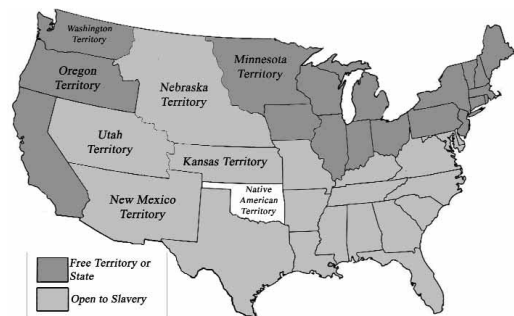 Washington
Territory
Oregon
Territory
Minnesota
Territory
Nebraska
Territory
Utah
Territory
Kansas Territory
New Mexico
Territory
Native
American
Territory
Free Territory or
State
Open to Slavery